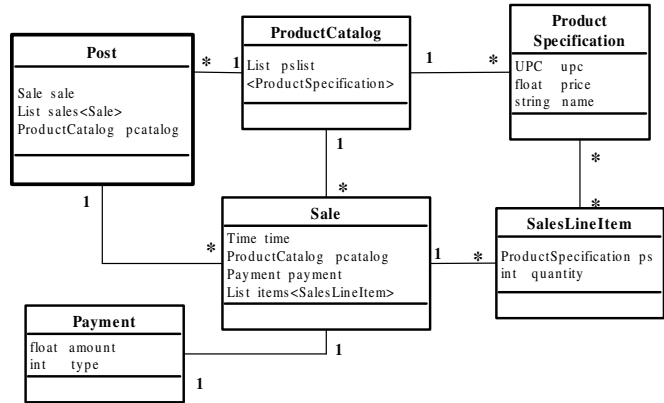 Post
Sale sale
List sales<Sale>
ProductCatalog pcatalog
*
1
ProductCatalog
List pslist
<ProductSpecification>
1
*
Product
Specification
UPC upc
float price
string name
1
*
1
*
*
*
Sale
Time time
ProductCatalog pcatalog
Payment payment
List items<SalesLineItem>
1
*
SalesLineItem
ProductSpecification ps
int quantity
Payment
float amount
int type
1
1